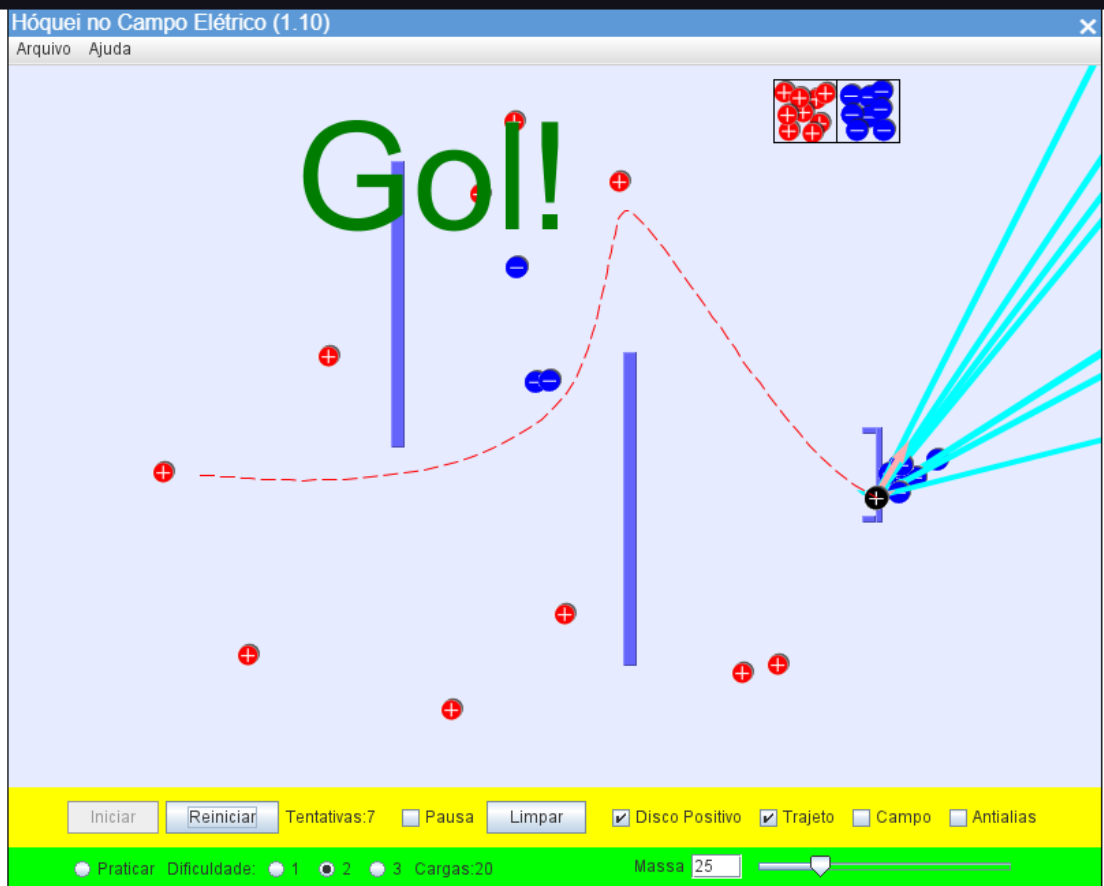 Hóquei no Campo Elétrico (1.10)
Arquivo Ajuda
Gol!
Iniciar Reiniciar Tentativas:7 Pausa Limpar Disco Positivo Trajeto Campo Antialias
Praticar Dificuldade: 1 2 3 Cargas:20 Massa 25